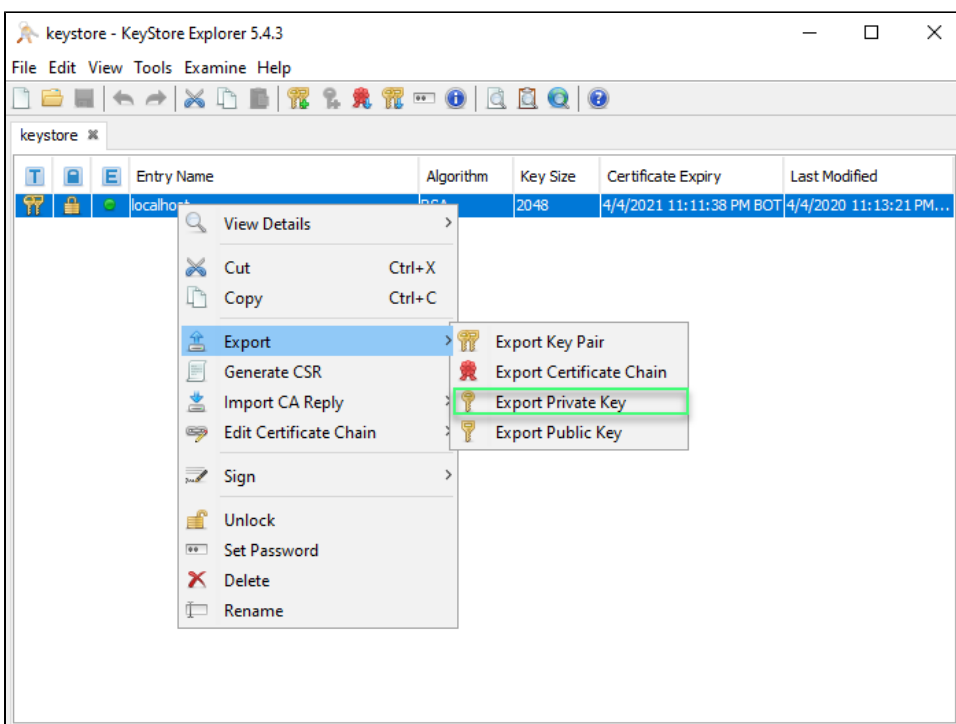 keystore - KeyStore Explorer 5.4.3
File Edit View Tools Examine Help
keystore
T E Entry Name Algorithm Key Size Certificate Expiry Last Modified
localhost RSA 2048 4/4/2021 11:11:38 PM BOT 4/4/2020 11:13:21 PM...
View Details
Cut Ctrl+X
Copy Ctrl+C
Export Export Key Pair
Generate CSR Export Certificate Chain
Import CA Reply Export Private Key
Edit Certificate Chain Export Public Key
Sign
Unlock
Set Password
Delete
Rename